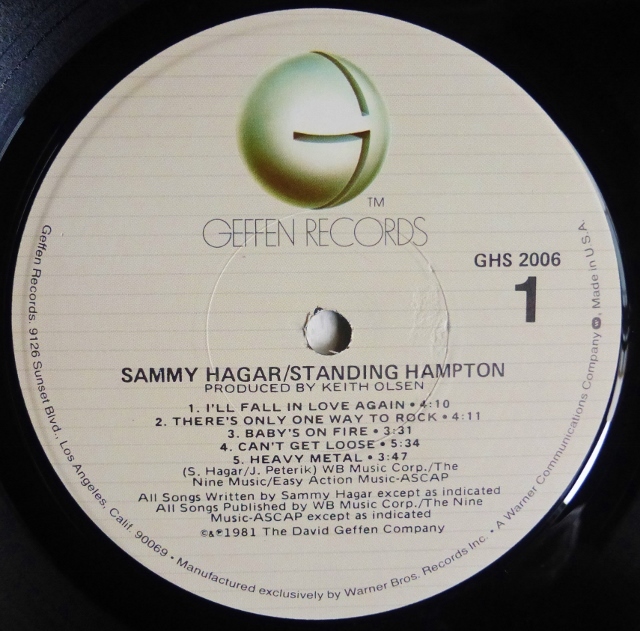 TM
GEFFEN RECORDS
GHS 2006
1
SAMMY HAGAR/STANDING HAMPTON
PRODUCED BY KEITH OLSEN
1. I'LL FALL IN LOVE AGAIN • 4:10
2. THERE'S ONLY ONE WAY TO ROCK • 4:11
3. BABY'S ON FIRE • 3:31
4. CAN'T GET LOOSE • 5:34
5. HEAVY METAL • 3:47
(S. Hagar/J. Peterik) WB Music Corp./The
Nine Music/Easy Action Music-ASCAP
All Songs Written by Sammy Hagar except as indicated
All Songs Published by WB Music Corp./The Nine
Music-ASCAP except as indicated
©&℗1981 The David Geffen Company
Geffen Records, 9126 Sunset Blvd., Los Angeles, Calif. 90069 • Manufactured exclusively by Warner Bros. Records Inc. • A Warner Communications Company, Made in U.S.A.